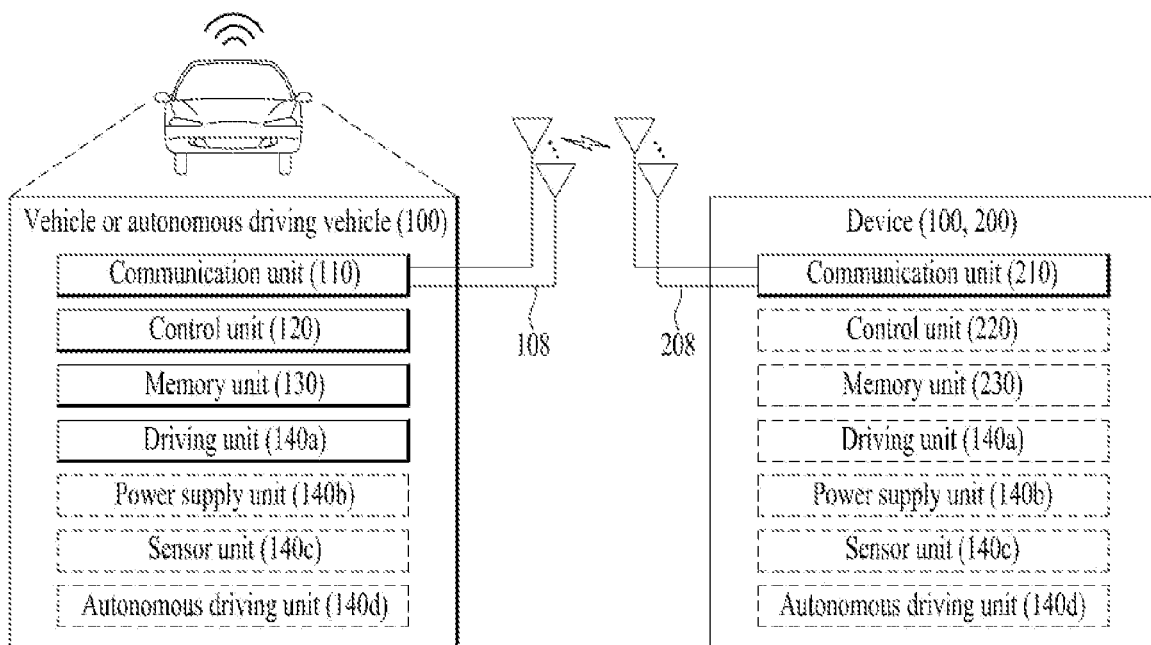 Vehicle or autonomous driving vehicle (100)
Communication unit (110)
Control unit (120)
Memory unit (130)
Driving unit (140a)
Power supply unit (140b)
Sensor unit (140c)
Autonomous driving unit (140d)
108
208
Device (100, 200)
Communication unit (210)
Control unit (220)
Memory unit (230)
Driving unit (140a)
Power supply unit (140b)
Sensor unit (140c)
Autonomous driving unit (140d)